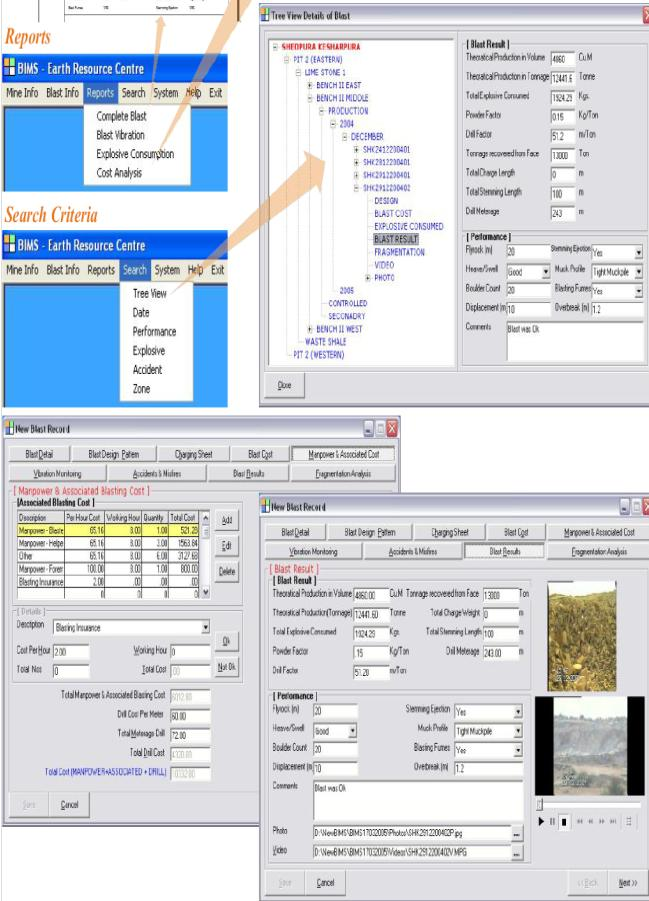 Reports
BIMS - Earth Resource Centre
Mine Info Blast Info Reports Search System Help Exit
Complete Blast
Blast Vibration
Explosive Consumption
Cost Analysis
Search Criteria
BIMS - Earth Resource Centre
Mine Info Blast Info Reports Search System Help Exit
Tree View
Date
Performance
Explosive
Accident
Zone
Tree View Details of Blast
SHEOPURA KESHARPURA
PIT 2 (EASTERN)
LIME STONE 1
BENCH II EAST
BENCH II MIDDLE
PRODUCTION
2004
DECEMBER
SHK2412200401
SHK2812200401
SHK2912200401
SHK2912200402
DESIGN
BLAST COST
EXPLOSIVE CONSUMED
BLAST RESULT
FRAGMENTATION
VIDEO
PHOTO
2005
CONTROLLED
SECONADRY
BENCH II WEST
WASTE SHALE
PIT 2 (WESTERN)
[ Blast Result ]
Theoratical Production in Volume 4860 Cu.M
Theoratical Production in Tonnage 12441.6 Tonne
Total Explosive Consumed 1924.29 Kgs.
Powder Factor 0.15 Kg/Ton
Drill Factor 51.2 m/Ton
Tonnage recovered from Face 13000 Ton
Total Charge Length 0 m
Total Stemming Length 100 m
Drill Meterage 243 m
[ Performance ]
Flyrock (m) 20 Stemming Ejection Yes
Heave/Swell Good Muck Profile Tight Muckpile
Boulder Count 20 Blasting Fumes Yes
Displacement (m 10 Overbreak (m) 1.2
Comments Blast was Ok
Close
New Blast Record
Blast Detail Blast Design Pattern Charging Sheet Blast Cost Manpower & Associated Cost
Vibration Monitoring Accidents & Misfires Blast Results Fragmentation Analysis
[ Manpower & Associated Blasting Cost ]
[Associated Blasting Cost ]
Description Per Hour Cost Working Hour Quantity Total Cost
Manpower - Blaste 65.16 8.00 1.00 521.28
Manpower - Helpe 65.16 8.00 3.00 1563.84
Other 65.16 8.00 6.00 3127.68
Manpower - Forer 100.00 8.00 1.00 800.00
Blasting Insurance 2.00 .00 .00 .00
0 0 0
Add
Edit
Delete
[ Details ]
Description Blasing Insurance
Cost Per Hour 2.00 Working Hour 0
Total Nos 0 Total Cost .00
Ok
Not Ok
Total Manpower & Associated Blasing Cost 6012.80
Drill Cost Per Meter 60.00
Total Meterage Drill 72.00
Total Drill Cost 4320.00
Total Cost (MANPOWER+ASSOCIATED + DRILL) 10332.80
Save Cancel
New Blast Record
Blast Detail Blast Design Pattern Charging Sheet Blast Cost Manpower & Associated Cost
Vibration Monitoring Accidents & Misfires Blast Results Fragmentation Analysis
[ Blast Result ]
[ Blast Result ]
Theoratical Production in Volume 4860.00 Cu.M Tonnage recovered from Face 13000 Ton
Theoratical Production(Tonnage) 12441.60 Tonne Total Charge Weight 0 m
Total Explosive Consumed 1924.29 Kgs. Total Stemming Length 100 m
Powder Factor .15 Kg/Ton Drill Meterage 243.00 m
Drill Factor 51.20 m/Ton
[ Performance ]
Flyrock (m) 20 Stemming Ejection Yes
Heave/Swell Good Muck Profile Tight Muckpile
Boulder Count 20 Blasing Fumes Yes
Displacement (m 10 Overbreak (m) 1.2
Comments Blast was Ok
Photo D:\NewBIMS\BIMS17032005\Photos\SHK2912200402P.jpg ...
Video D:\NewBIMS\BIMS17032005\Videos\SHK2912200402V.MPG ...
Save Cancel << Back Next >>